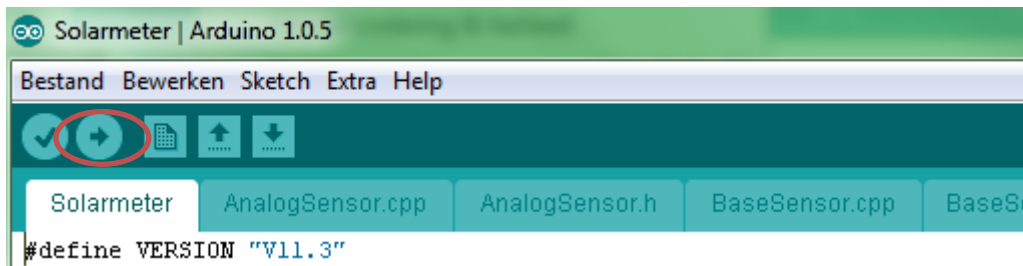 Solarmeter | Arduino 1.0.5
Bestand Bewerken Sketch Extra Help
Solarmeter AnalogSensor.cpp AnalogSensor.h BaseSensor.cpp BaseS
#define VERSION "V11.3"